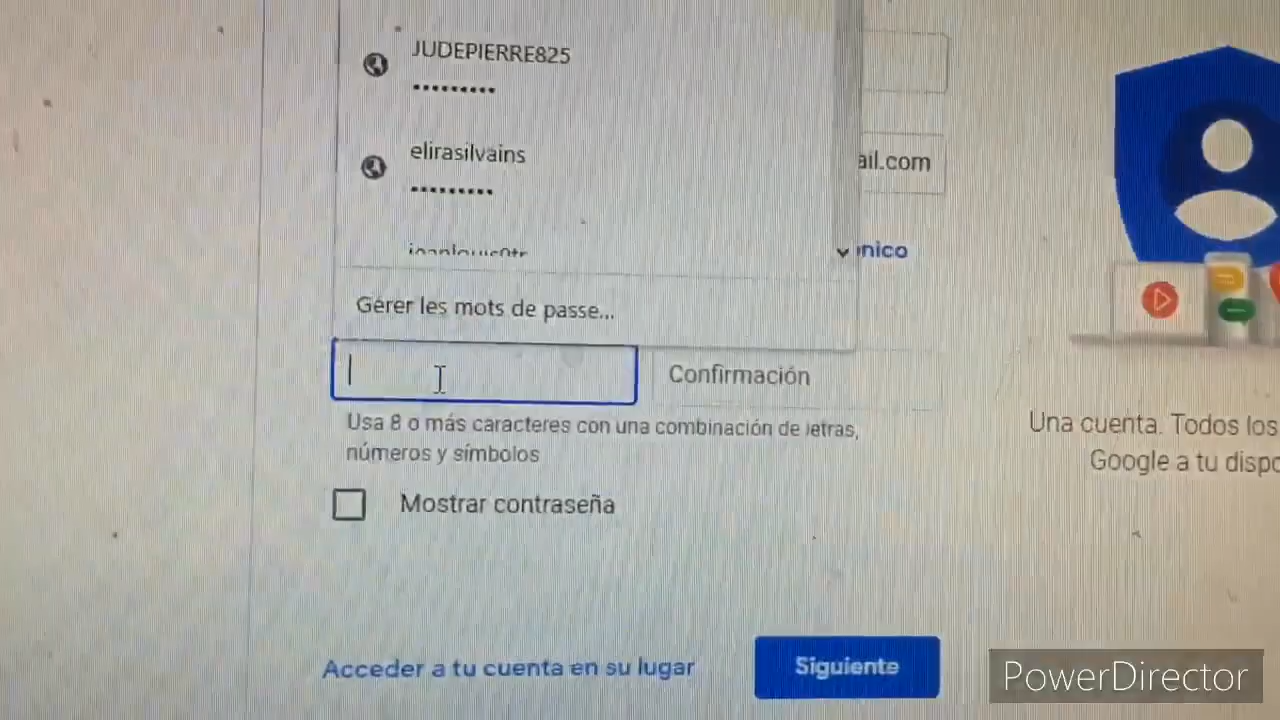 JUDEPIERRE825
•••••••••
elirasilvains
•••••••••
ail.com
nico
Gérer les mots de passe...
Confirmación
Usa 8 o más caracteres con una combinación de letras,
números y símbolos
Mostrar contraseña
Una cuenta. Todos los
Google a tu dispo
Acceder a tu cuenta en su lugar
Siguiente
PowerDirector